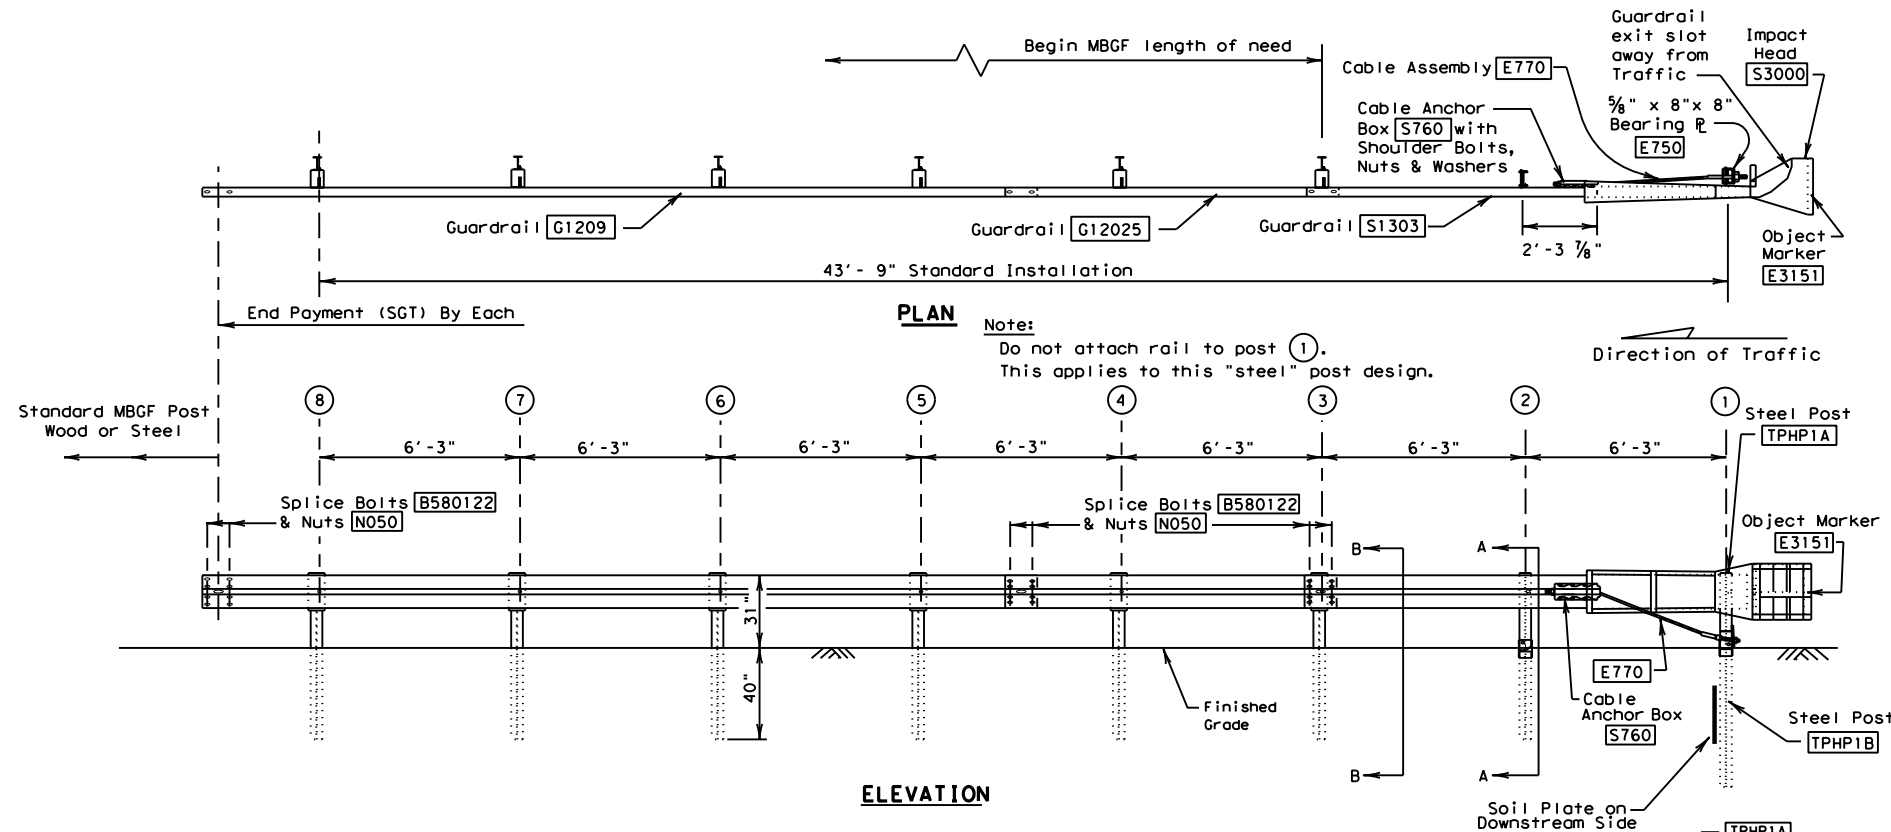 Begin MBGF length of need
Cable Assembly E770
Guardrail
exit slot
away from
Traffic
Impact
Head
S3000
Cable Anchor
Box S760 with
Shoulder Bolts,
Nuts & Washers
⅝" x 8"x 8"
Bearing ℄
E750
Guardrail G1209
Guardrail G12025
Guardrail S1303
2'-3 ⅞"
Object
Marker
E3151
43'- 9" Standard Installation
End Payment (SGT) By Each
PLAN
Note:
Do not attach rail to post 1.
This applies to this "steel" post design.
Direction of Traffic
Standard MBGF Post
Wood or Steel
8 7 6 5 4 3 2 1
Steel Post
TPHP1A
6'-3" 6'-3" 6'-3" 6'-3" 6'-3" 6'-3" 6'-3"
Splice Bolts B580122
& Nuts N050
Splice Bolts B580122
& Nuts N050
Object Marker
E3151
B
A
31"
40"
Finished
Grade
E770
Cable
Anchor Box
S760
Steel Post
TPHP1B
B
A
ELEVATION
Soil Plate on
Downstream Side
TPHP1A